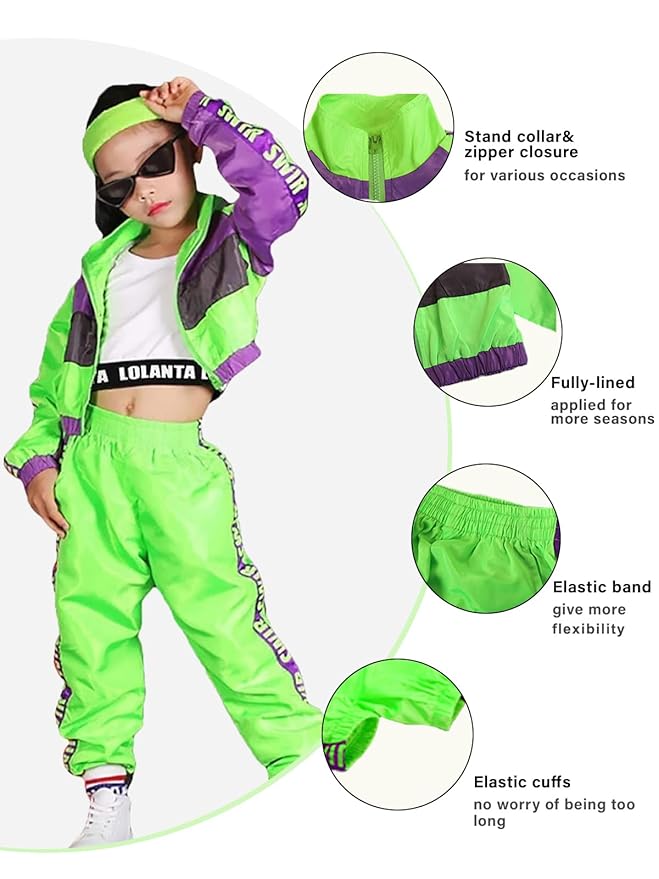 SWIR SWIR
A LOLANTA L
Stand collar&
zipper closure
for various occasions
Fully-lined
applied for
more seasons
Elastic band
give more
flexibility
Elastic cuffs
no worry of being too
long